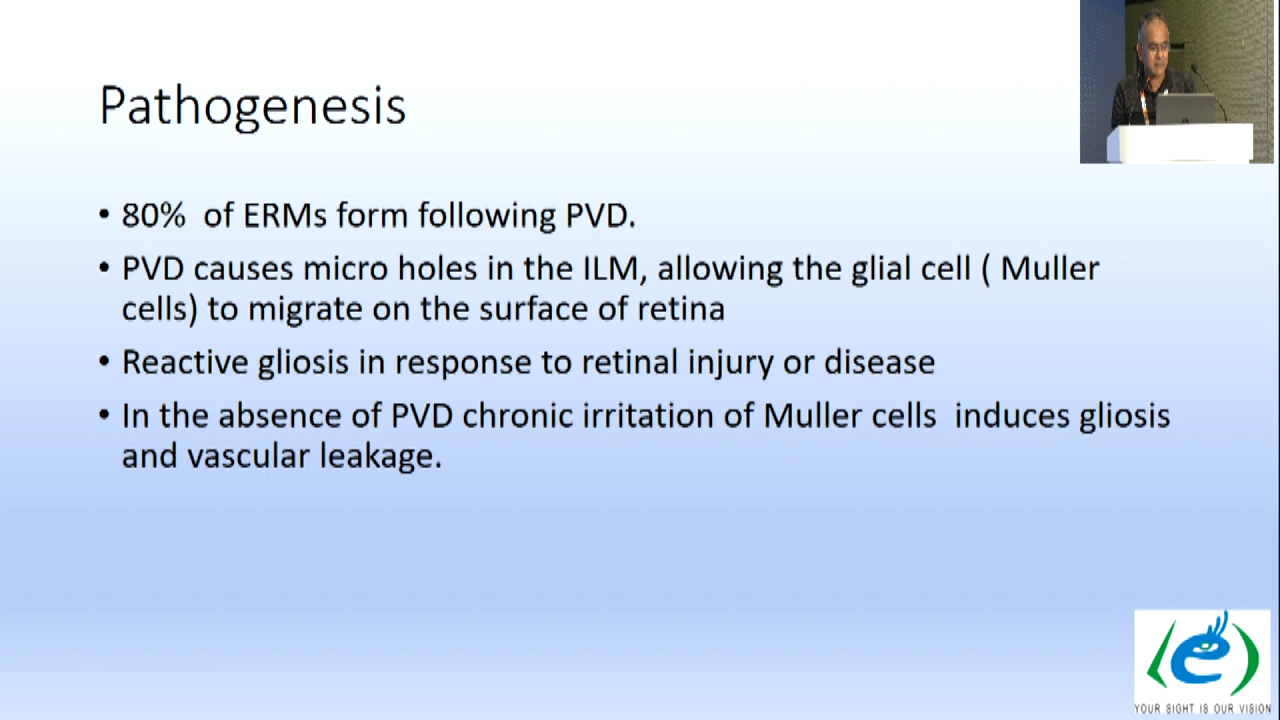 Pathogenesis
• 80% of ERMs form following PVD.
• PVD causes micro holes in the ILM, allowing the glial cell ( Muller
cells) to migrate on the surface of retina
• Reactive gliosis in response to retinal injury or disease
• In the absence of PVD chronic irritation of Muller cells induces gliosis
and vascular leakage.
(e)
YOUR SIGHT IS OUR VISION